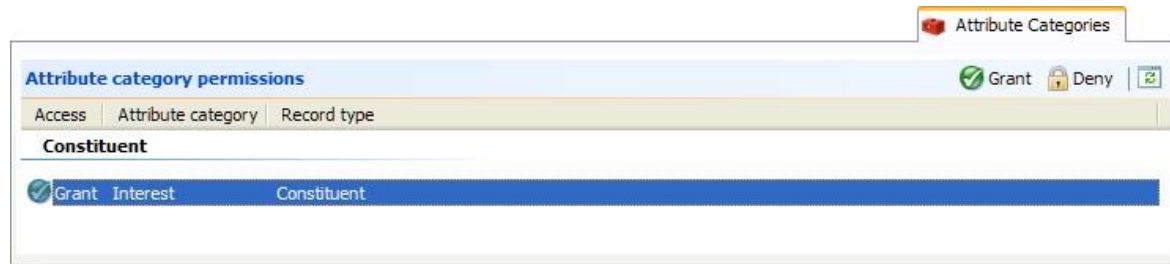 Attribute Categories
Attribute category permissions Grant Deny
Access Attribute category Record type
Constituent
Grant Interest Constituent